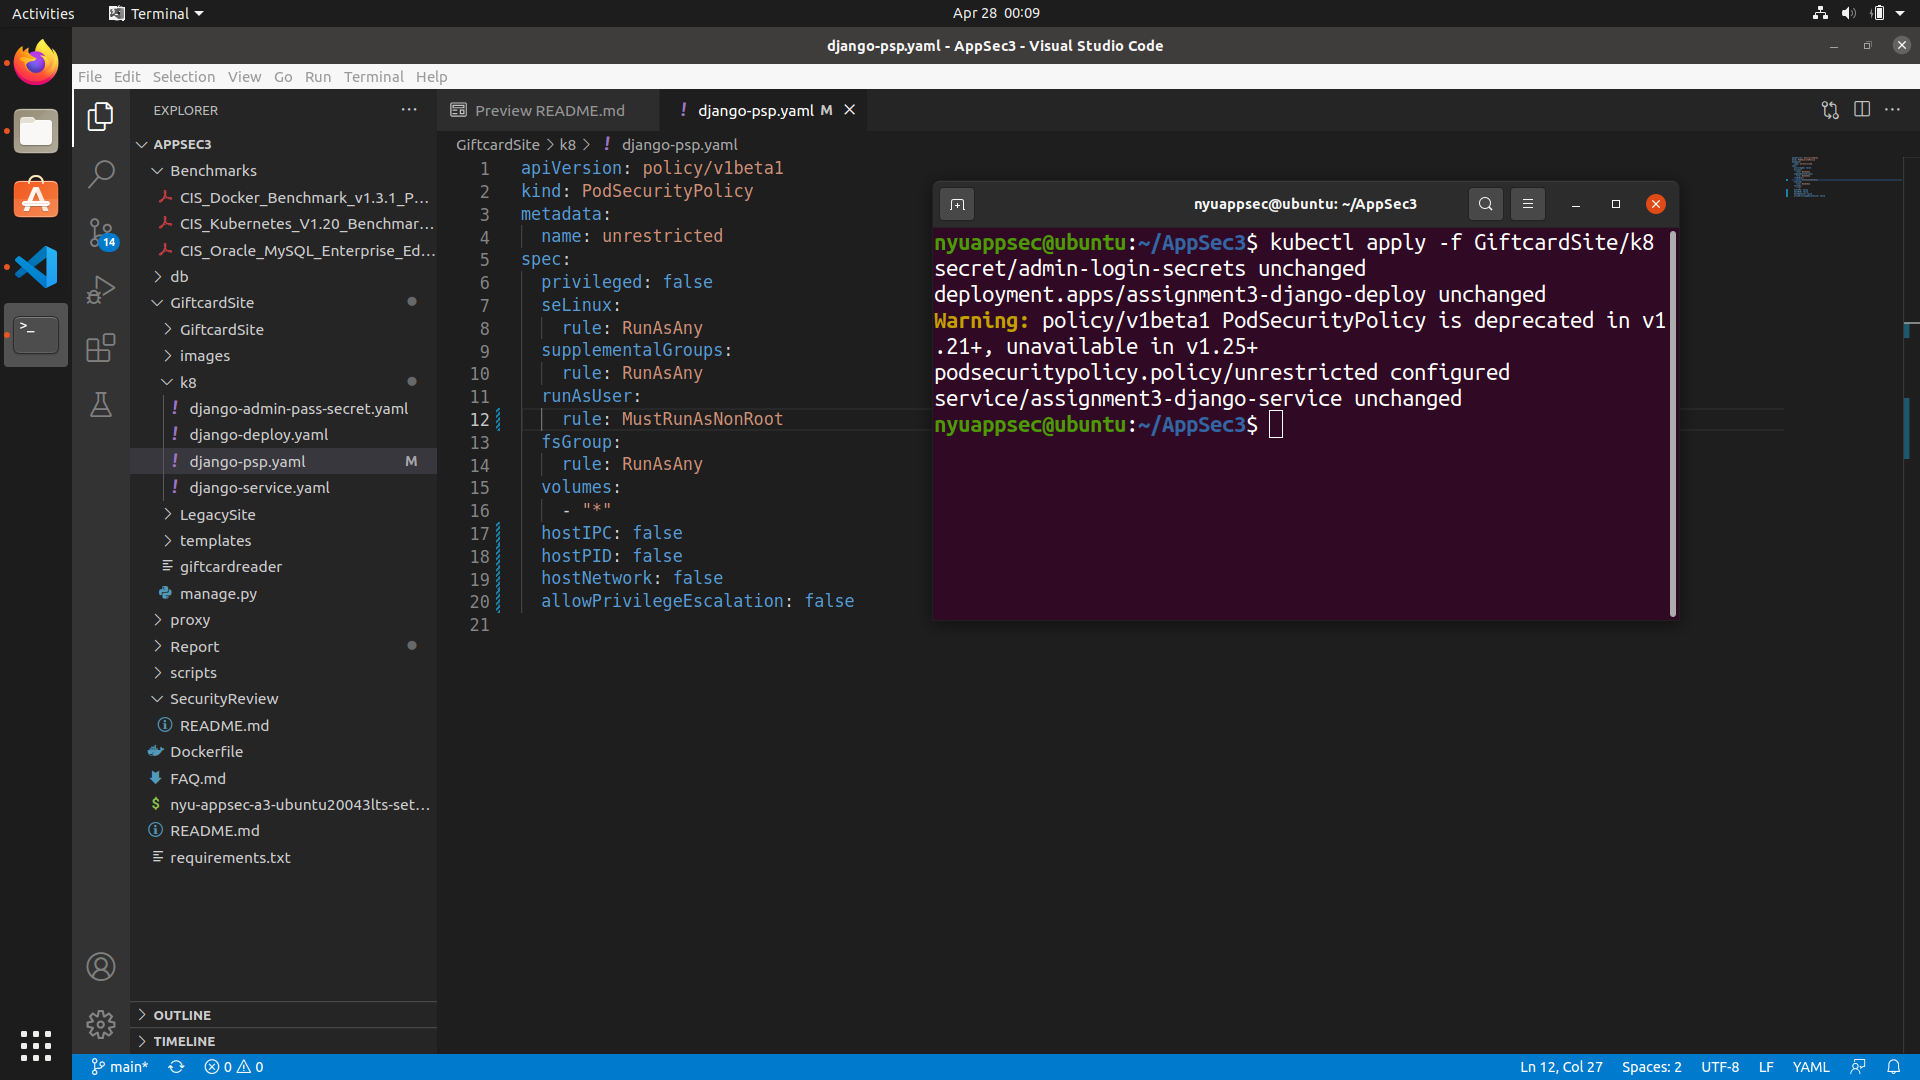 Activities
Terminal
Apr 28 00:09
django-psp.yaml - AppSec3 - Visual Studio Code
File Edit Selection View Go Run Terminal Help
EXPLORER
Preview README.md
! django-psp.yaml M
APPSEC3
Benchmarks
CIS_Docker_Benchmark_v1.3.1_P...
CIS_Kubernetes_V1.20_Benchmar...
CIS_Oracle_MySQL_Enterprise_Ed...
db
GiftcardSite
GiftcardSite
images
k8
! django-admin-pass-secret.yaml
! django-deploy.yaml
! django-psp.yaml M
! django-service.yaml
LegacySite
templates
giftcardreader
manage.py
proxy
Report
scripts
SecurityReview
README.md
Dockerfile
FAQ.md
$ nyu-appsec-a3-ubuntu20043lts-set...
README.md
requirements.txt
OUTLINE
TIMELINE
14
GiftcardSite > k8 > ! django-psp.yaml
1 apiVersion: policy/v1beta1
2 kind: PodSecurityPolicy
3 metadata:
4 name: unrestricted
5 spec:
6 privileged: false
7 seLinux:
8 rule: RunAsAny
9 supplementalGroups:
10 rule: RunAsAny
11 runAsUser:
12 rule: MustRunAsNonRoot
13 fsGroup:
14 rule: RunAsAny
15 volumes:
16 - "*"
17 hostIPC: false
18 hostPID: false
19 hostNetwork: false
20 allowPrivilegeEscalation: false
21
nyuappsec@ubuntu: ~/AppSec3
nyuappsec@ubuntu:~/AppSec3$ kubectl apply -f GiftcardSite/k8
secret/admin-login-secrets unchanged
deployment.apps/assignment3-django-deploy unchanged
Warning: policy/v1beta1 PodSecurityPolicy is deprecated in v1
.21+, unavailable in v1.25+
podsecuritypolicy.policy/unrestricted configured
service/assignment3-django-service unchanged
nyuappsec@ubuntu:~/AppSec3$
main* 0 0
Ln 12, Col 27 Spaces: 2 UTF-8 LF YAML